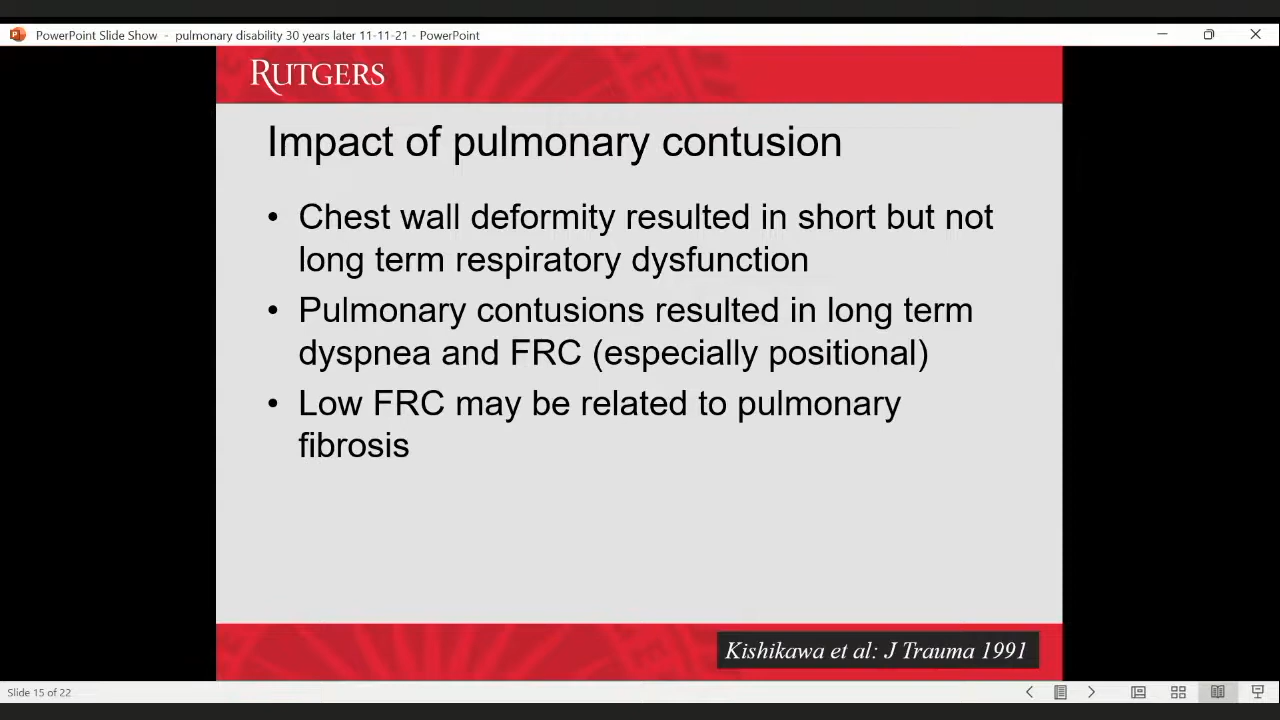 PowerPoint Slide Show - pulmonary disability 30 years later 11-11-21 - PowerPoint
RUTGERS
Impact of pulmonary contusion
• Chest wall deformity resulted in short but not
long term respiratory dysfunction
• Pulmonary contusions resulted in long term
dyspnea and FRC (especially positional)
• Low FRC may be related to pulmonary
fibrosis
Kishikawa et al: J Trauma 1991
Slide 15 of 22